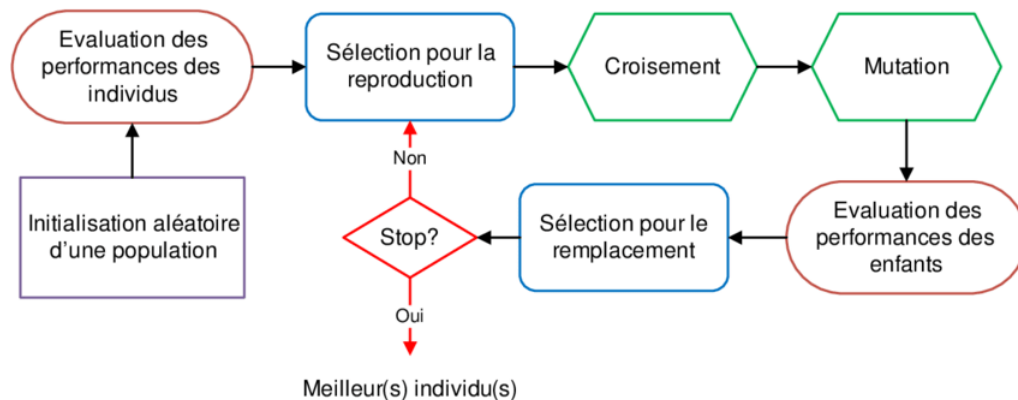 Evaluation des
performances des
individus
Sélection pour la
reproduction
Croisement
Mutation
Non
Initialisation aléatoire
d'une population
Stop?
Sélection pour le
remplacement
Evaluation des
performances des
enfants
Oui
Meilleur(s) individu(s)